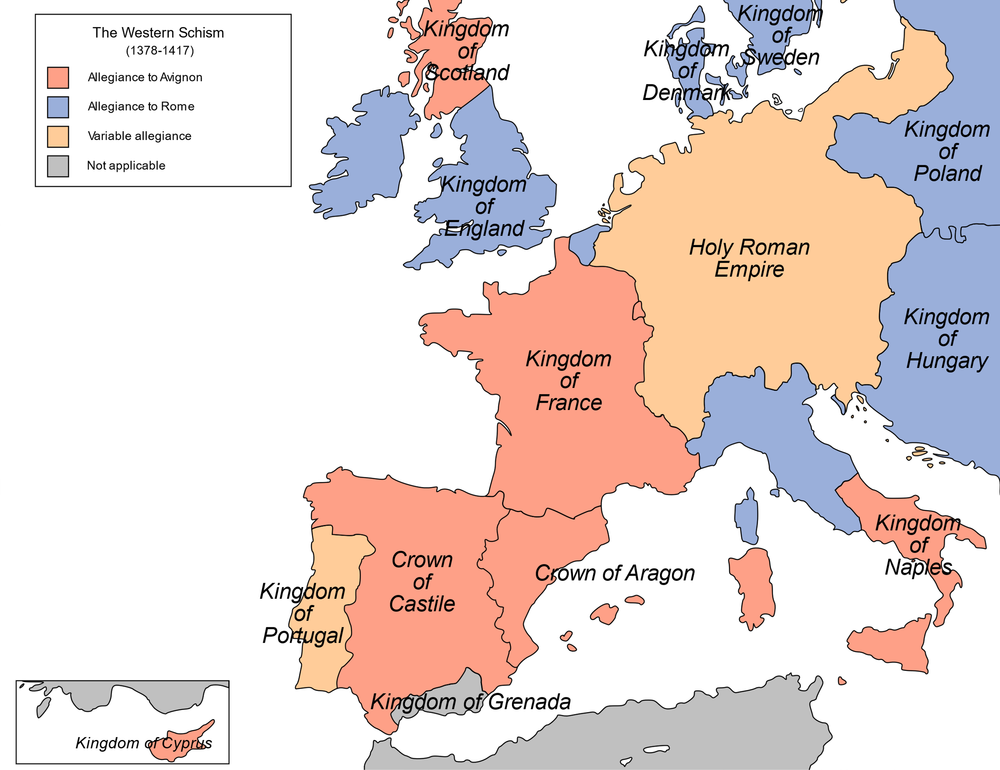 The Western Schism
(1378-1417)
Allegiance to Avignon
Allegiance to Rome
Variable allegiance
Not applicable
Kingdom
of
Scotland
Kingdom
of
Denmark
Kingdom
of
Sweden
Kingdom
of
Poland
Kingdom
of
England
Holy Roman
Empire
Kingdom
of
Hungary
Kingdom
of
France
Kingdom
of
Portugal
Crown
of
Castile
Crown of Aragon
Kingdom
of
Naples
Kingdom of Grenada
Kingdom of Cyprus